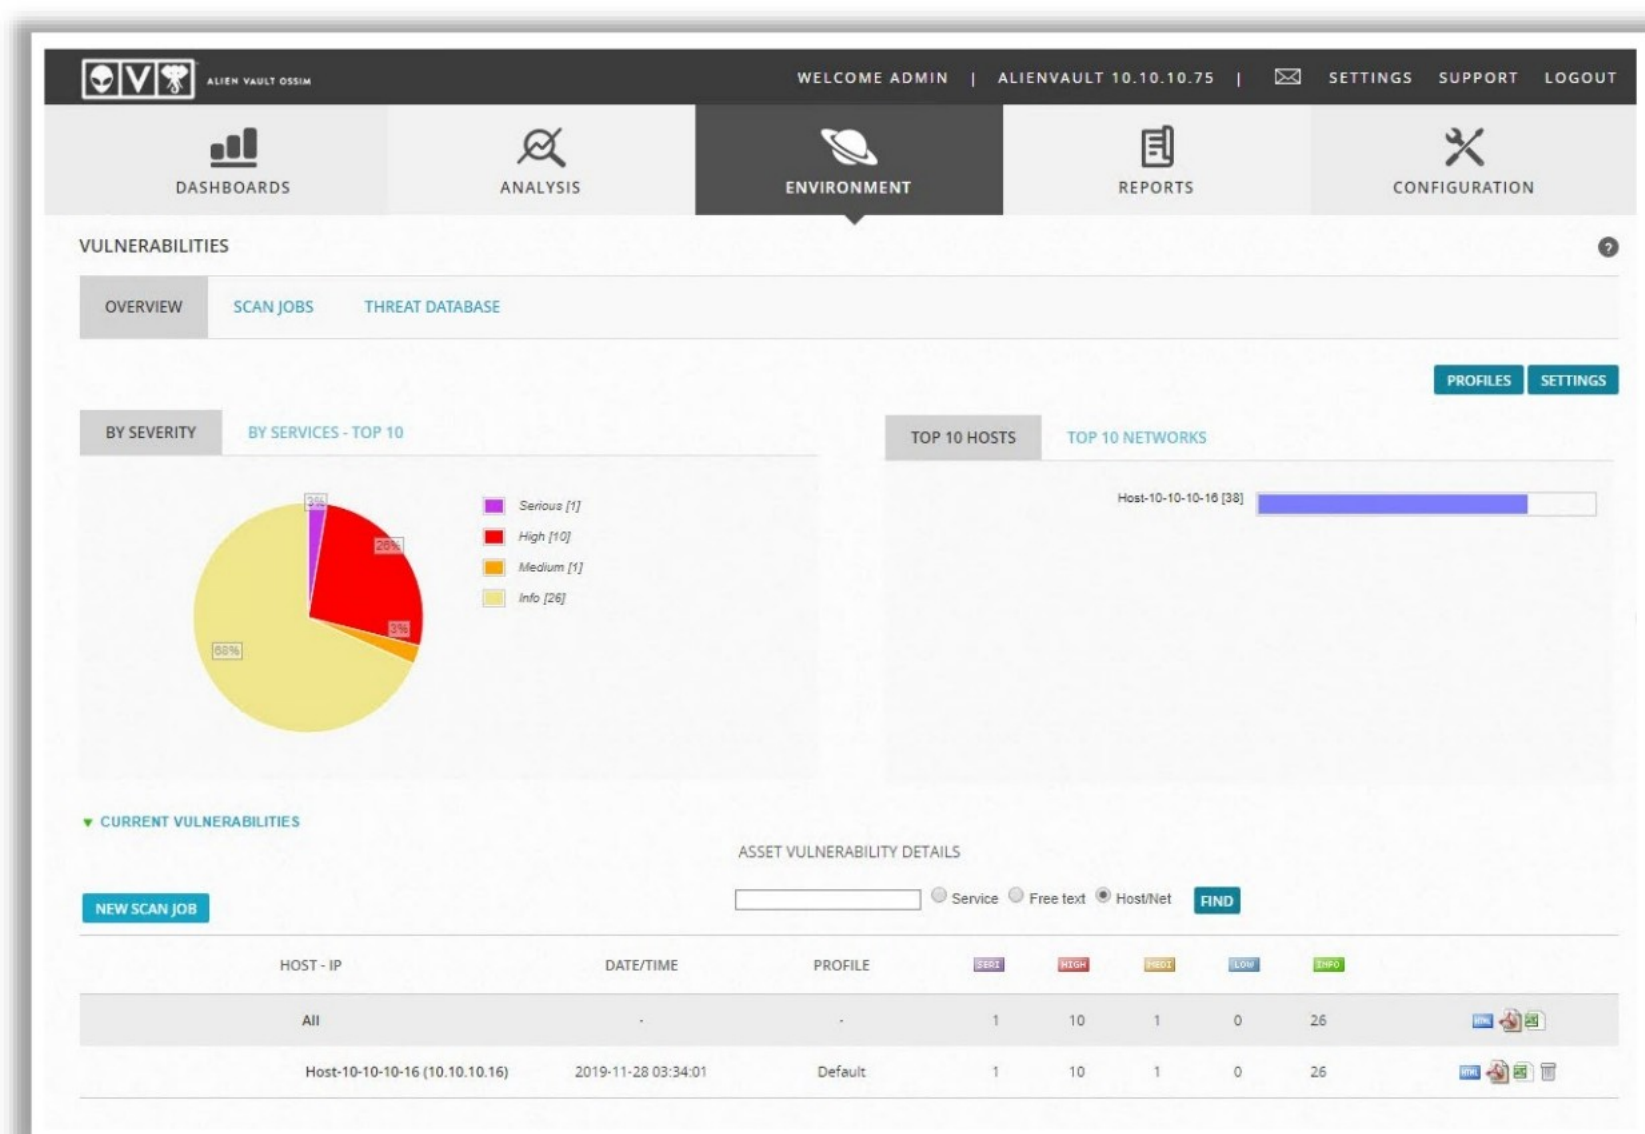 ALIEN VAULT OSSIM
WELCOME ADMIN | ALIENVAULT 10.10.10.75 | SETTINGS SUPPORT LOGOUT
DASHBOARDS ANALYSIS ENVIRONMENT REPORTS CONFIGURATION
VULNERABILITIES ?
OVERVIEW SCAN JOBS THREAT DATABASE
PROFILES SETTINGS
BY SEVERITY BY SERVICES - TOP 10
3%
26%
3%
68%
Serious [1]
High [10]
Medium [1]
Info [26]
TOP 10 HOSTS TOP 10 NETWORKS
Host-10-10-10-16 [38]
CURRENT VULNERABILITIES
ASSET VULNERABILITY DETAILS
NEW SCAN JOB Service Free text Host/Net FIND
HOST - IP DATE/TIME PROFILE SERI HIGH MEDI LOW INFO
All - - 1 10 1 0 26 HTML
Host-10-10-10-16 (10.10.10.16) 2019-11-28 03:34:01 Default 1 10 1 0 26 HTML